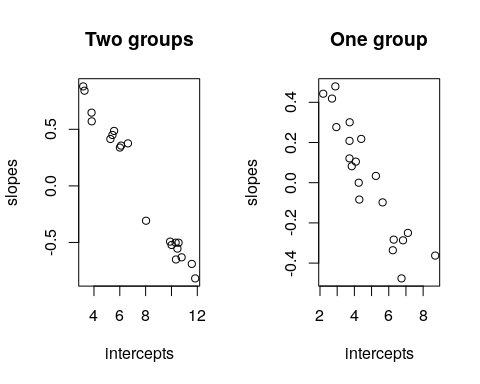 Two groups
One group
slopes
0.5
0.0
-0.5
4 6 8 12
Intercepts
slopes
0.4
0.2
0.0
-0.2
-0.4
2 4 6 8
Intercepts